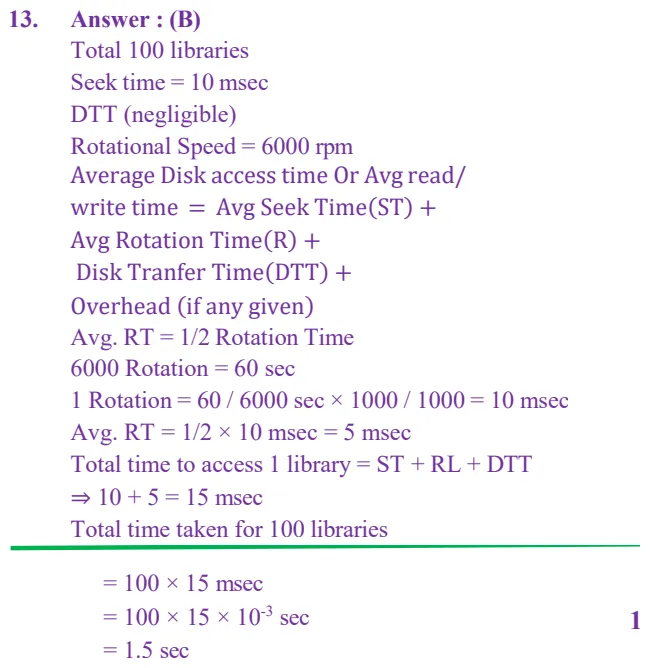 13. Answer : (B)
Total 100 libraries
Seek time = 10 msec
DTT (negligible)
Rotational Speed = 6000 rpm
Average Disk access time Or Avg read/
write time = Avg Seek Time(ST) +
Avg Rotation Time(R) +
Disk Tranfer Time(DTT) +
Overhead (if any given)
Avg. RT = 1/2 Rotation Time
6000 Rotation = 60 sec
1 Rotation = 60 / 6000 sec × 1000 / 1000 = 10 msec
Avg. RT = 1/2 × 10 msec = 5 msec
Total time to access 1 library = ST + RL + DTT
⇒ 10 + 5 = 15 msec
Total time taken for 100 libraries
= 100 × 15 msec
= 100 × 15 × 10⁻³ sec 1
= 1.5 sec